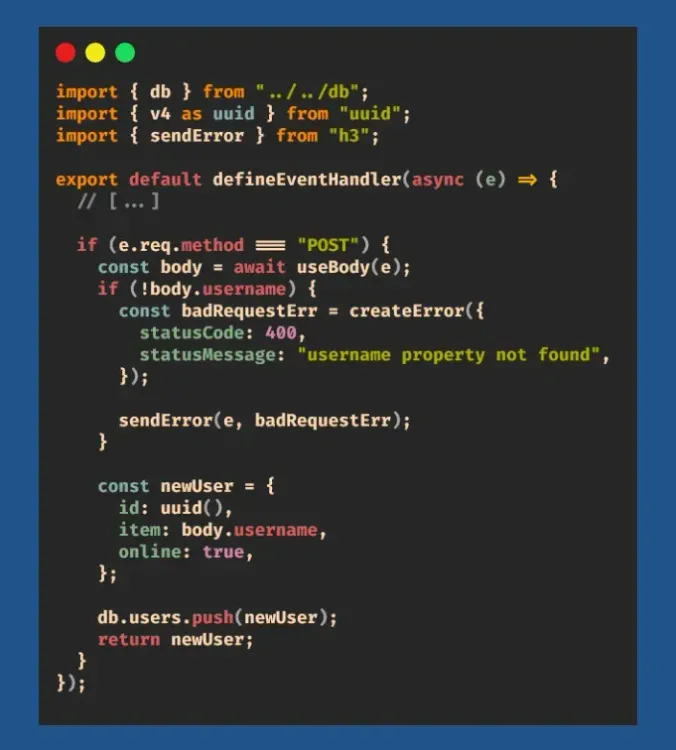 import { db } from "../../db";
import { v4 as uuid } from "uuid";
import { sendError } from "h3";

export default defineEventHandler(async (e) => {
  // [...]

  if (e.req.method === "POST") {
    const body = await useBody(e);
    if (!body.username) {
      const badRequestErr = createError({
        statusCode: 400,
        statusMessage: "username property not found",
      });

      sendError(e, badRequestErr);
    }

    const newUser = {
      id: uuid(),
      item: body.username,
      online: true,
    };

    db.users.push(newUser);
    return newUser;
  }
});